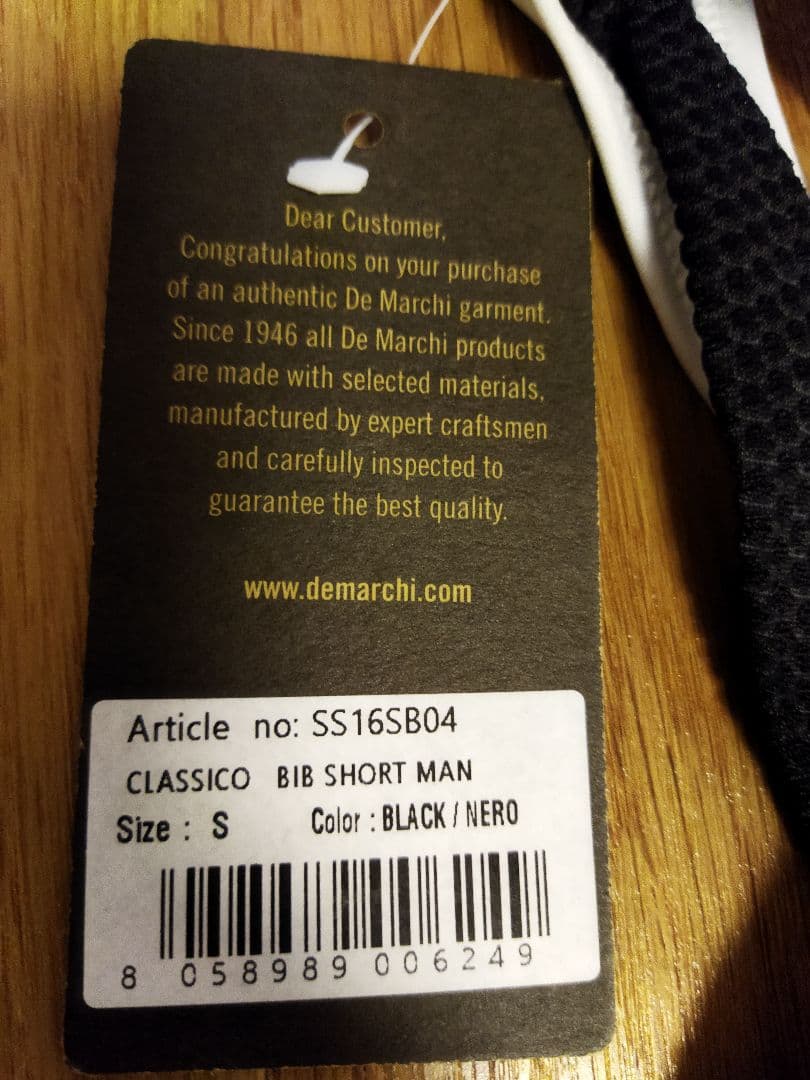 Dear Customer,
Congratulations on your purchase
of an authentic De Marchi garment.
Since 1946 all De Marchi products
are made with selected materials,
manufactured by expert craftsmen
and carefully inspected to
guarantee the best quality.
www.demarchi.com
Article no: SS16SB04
CLASSICO BIB SHORT MAN
Size : S Color : BLACK / NERO
8 058989 006249